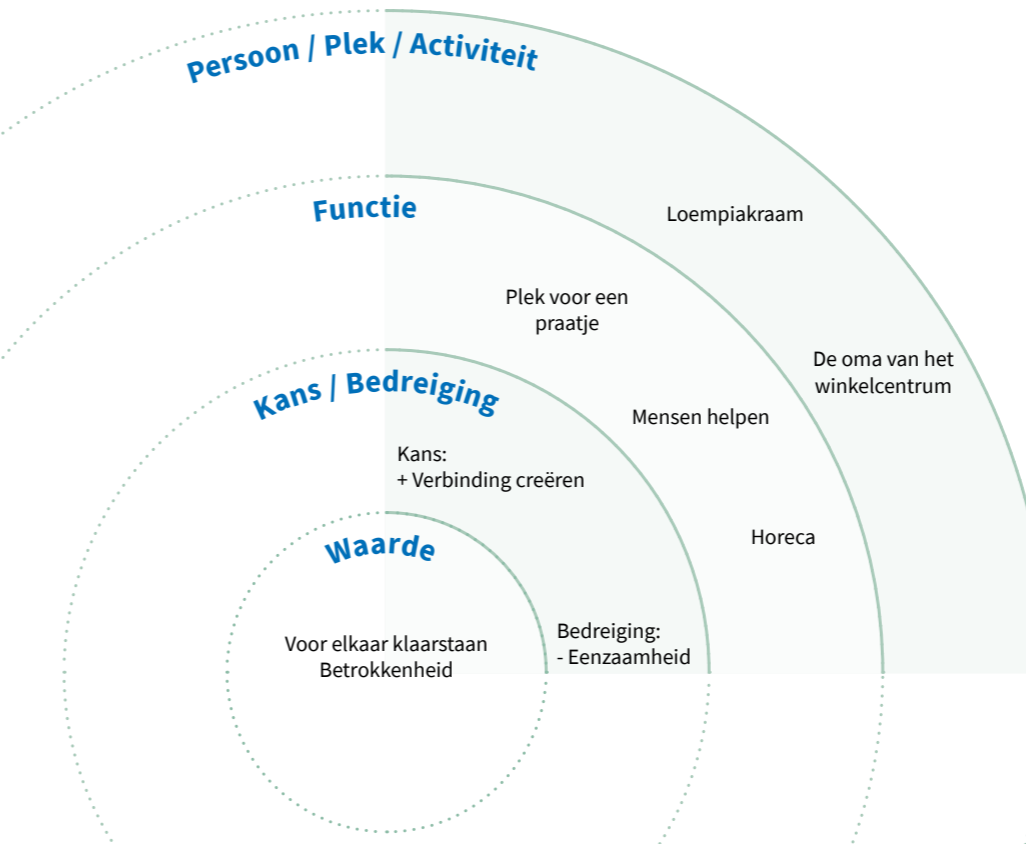 Persoon / Plek / Activiteit
Functie
Loempiakraam
Plek voor een
praatje
De oma van het
winkelcentrum
Kans / Bedreiging
Mensen helpen
Kans:
+ Verbinding creëren
Horeca
Waarde
Bedreiging:
- Eenzaamheid
Voor elkaar klaarstaan
Betrokkenheid